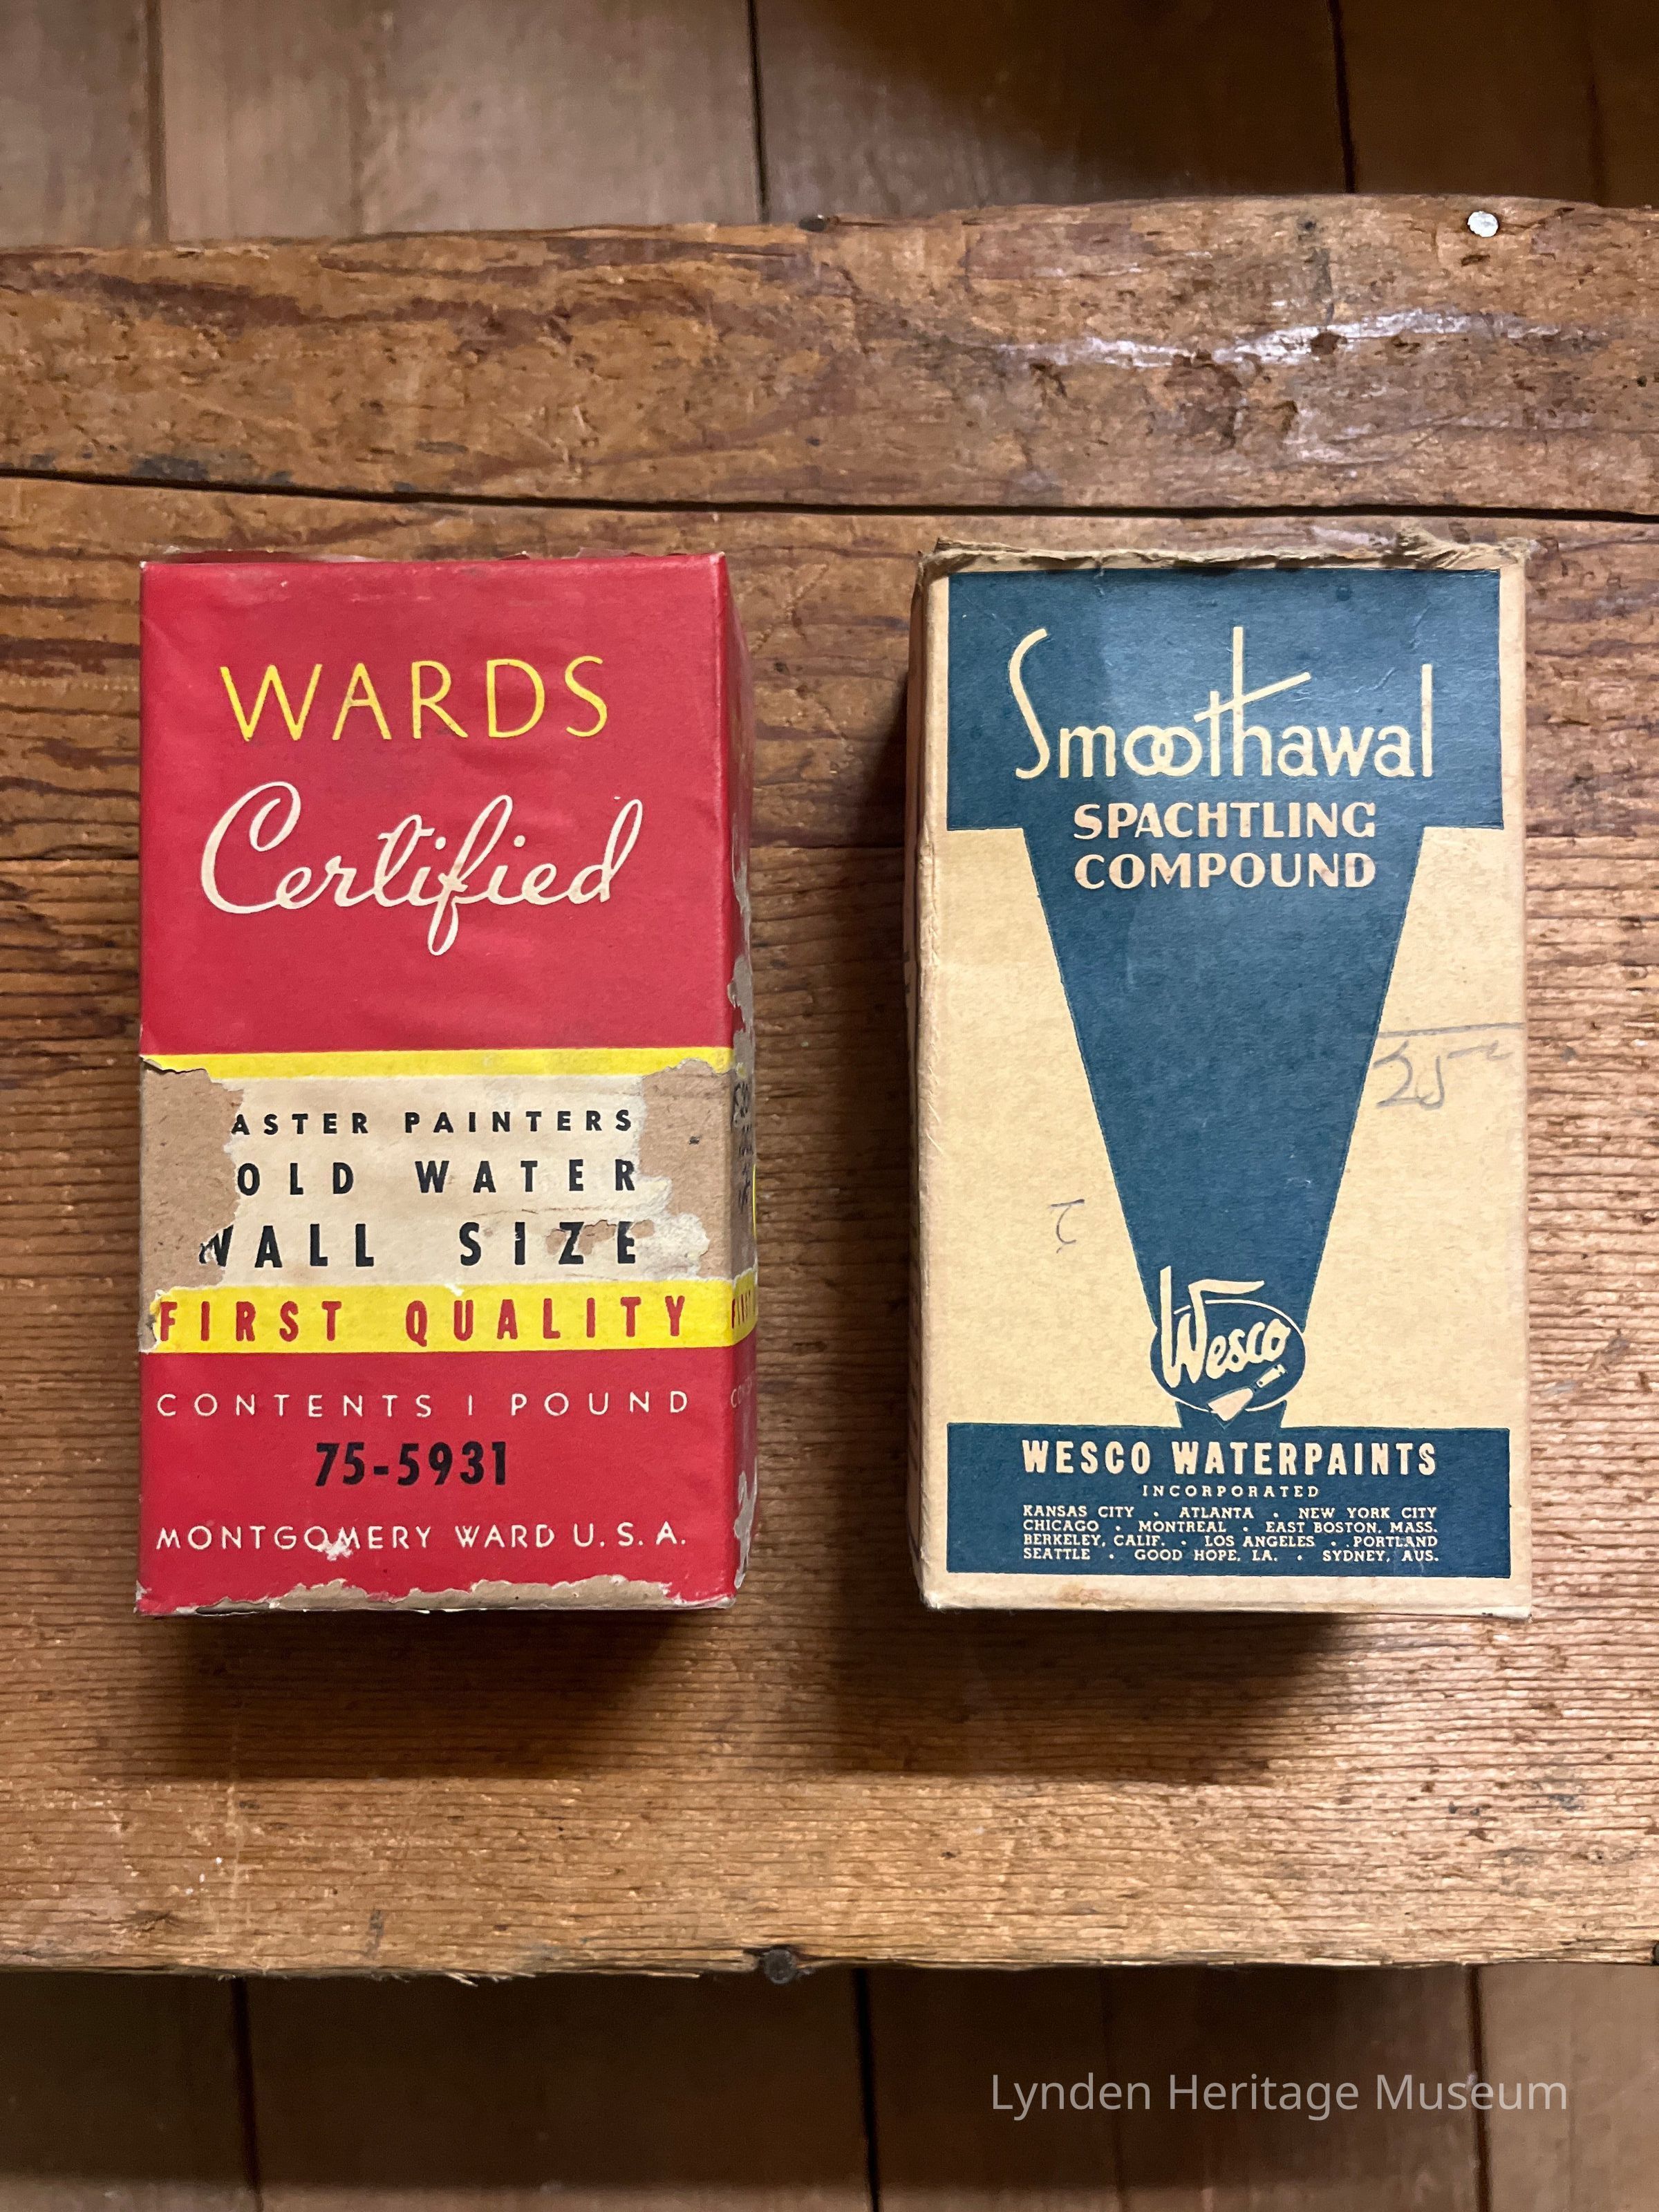 WARDS
Certified
ASTER PAINTERS
OLD WATER
WALL SIZE
FIRST QUALITY
CONTENTS 1 POUND
75-5931
MONTGOMERY WARD U.S.A.
Smoothawal
SPACHTLING
COMPOUND
25
Wesco
WESCO WATERPAINTS
INCORPORATED
KANSAS CITY • ATLANTA • NEW YORK CITY
CHICAGO • MONTREAL • EAST BOSTON, MASS.
BERKELEY, CALIF. • LOS ANGELES • PORTLAND
SEATTLE • GOOD HOPE, LA. • SYDNEY, AUS.
Lynden Heritage Museum